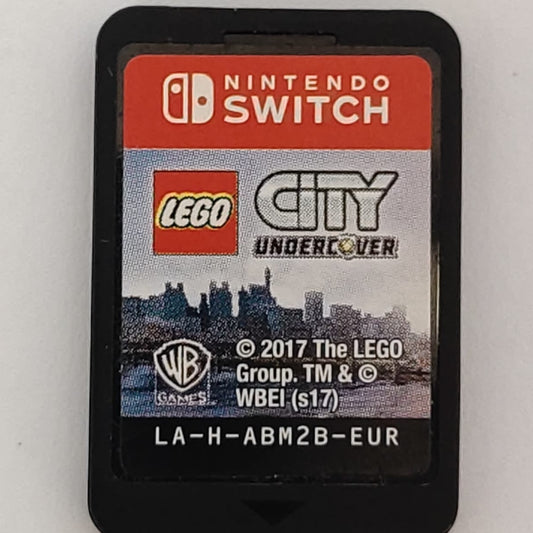 NINTENDO
SWITCH
LEGO
CITY
UNDERCOVER
WB
GAMES
© 2017 The LEGO
Group. TM & ©
WBEI (s17)
LA-H-ABM2B-EUR